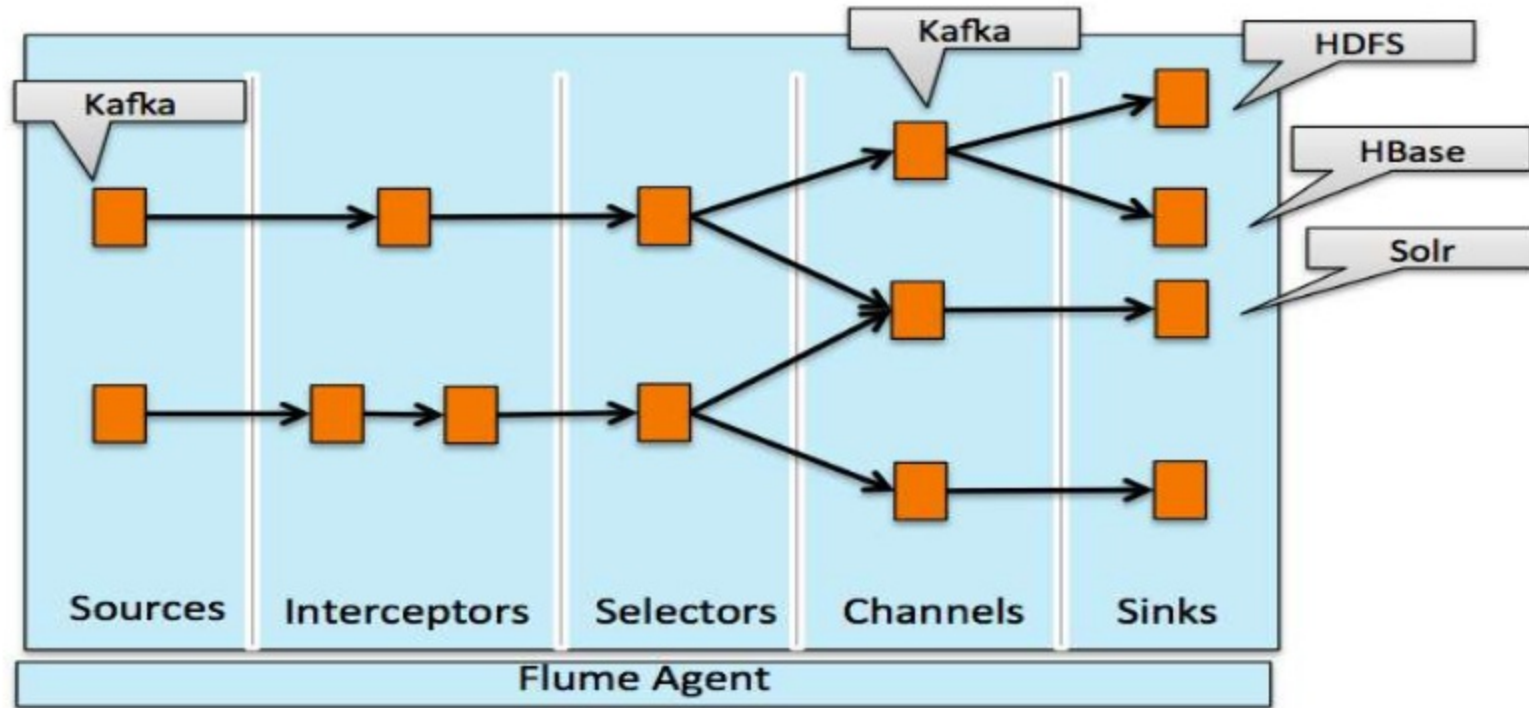 Kafka
HDFS
Kafka
HBase
Solr
Sources
Interceptors
Selectors
Channels
Sinks
Flume Agent